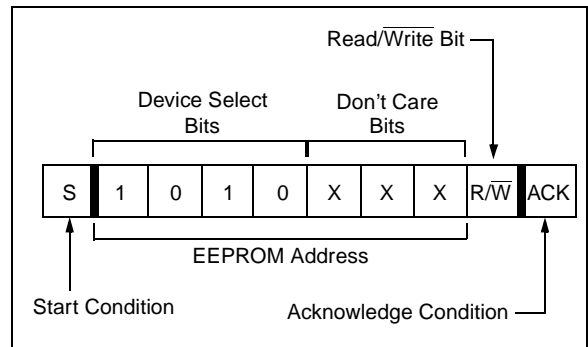 Read/Write Bit
Device Select
Bits
Don't Care
Bits
S 1 0 1 0 X X X R/W ACK
EEPROM Address
Start Condition
Acknowledge Condition